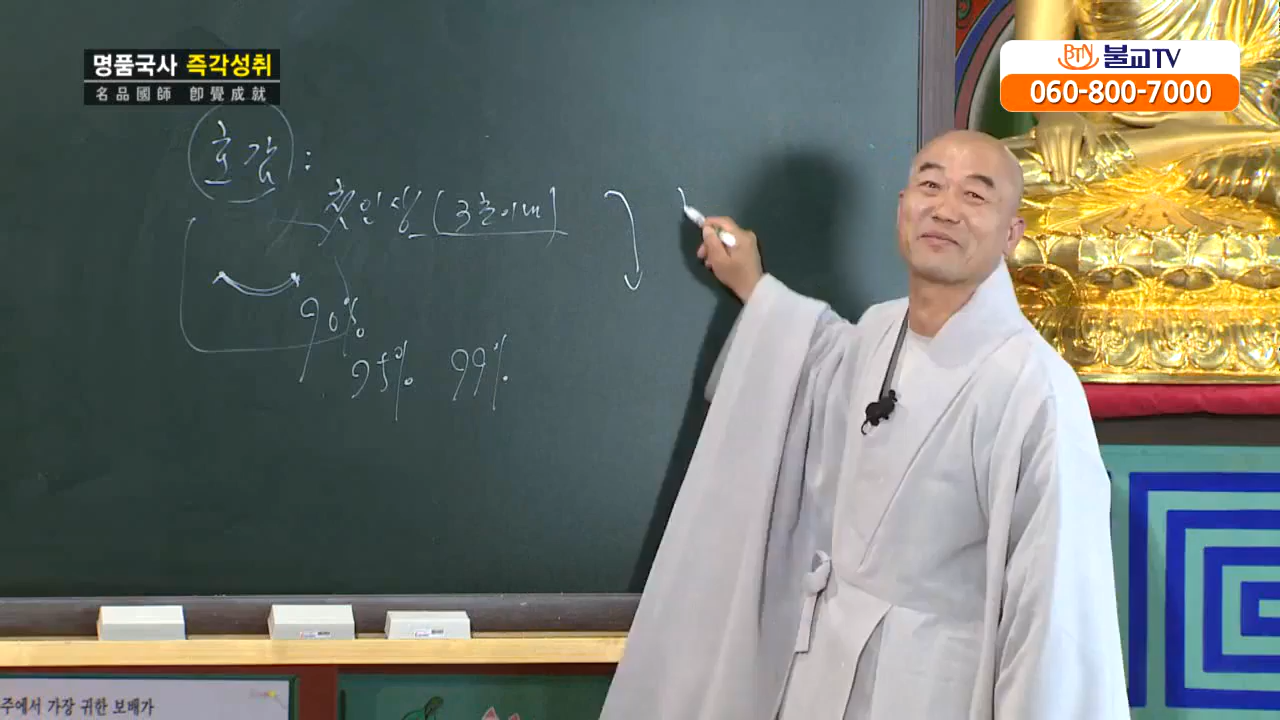 명품국사 즉각성취
名品國師 卽覺成就
BTN 불교TV
060-800-7000
호감 :
첫인상 (3초이내)
90%
95% 99%
주에서 가장 귀한 보배가